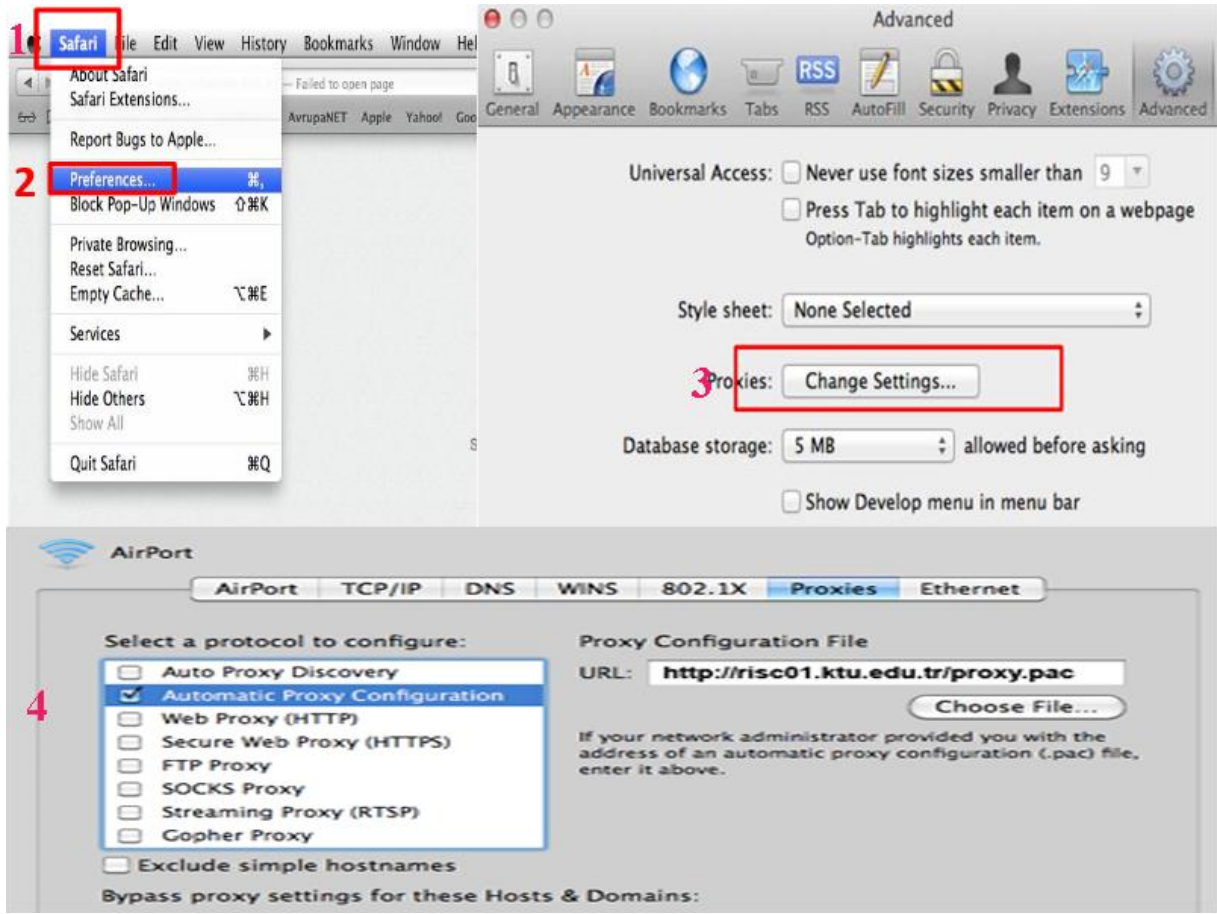 1
Safari File Edit View History Bookmarks Window Hel
About Safari
Safari Extensions...
Report Bugs to Apple...
2
Preferences... ⌘,
Block Pop-Up Windows ⇧⌘K
Private Browsing...
Reset Safari...
Empty Cache... ⌥⌘E
Services ▶
Hide Safari ⌘H
Hide Others ⌥⌘H
Show All
Quit Safari ⌘Q
— Failed to open page
AvrupaNET Apple Yahoo! Goo
S
Advanced
General Appearance Bookmarks Tabs RSS AutoFill Security Privacy Extensions Advanced
RSS
Universal Access: Never use font sizes smaller than 9
Press Tab to highlight each item on a webpage
Option-Tab highlights each item.
Style sheet: None Selected
3
Proxies: Change Settings...
Database storage: 5 MB allowed before asking
Show Develop menu in menu bar
AirPort
AirPort TCP/IP DNS WINS 802.1X Proxies Ethernet
4
Select a protocol to configure:
Auto Proxy Discovery
Automatic Proxy Configuration
Web Proxy (HTTP)
Secure Web Proxy (HTTPS)
FTP Proxy
SOCKS Proxy
Streaming Proxy (RTSP)
Gopher Proxy
Exclude simple hostnames
Bypass proxy settings for these Hosts & Domains:
Proxy Configuration File
URL: http://risc01.ktu.edu.tr/proxy.pac
Choose File...
If your network administrator provided you with the
address of an automatic proxy configuration (.pac) file,
enter it above.